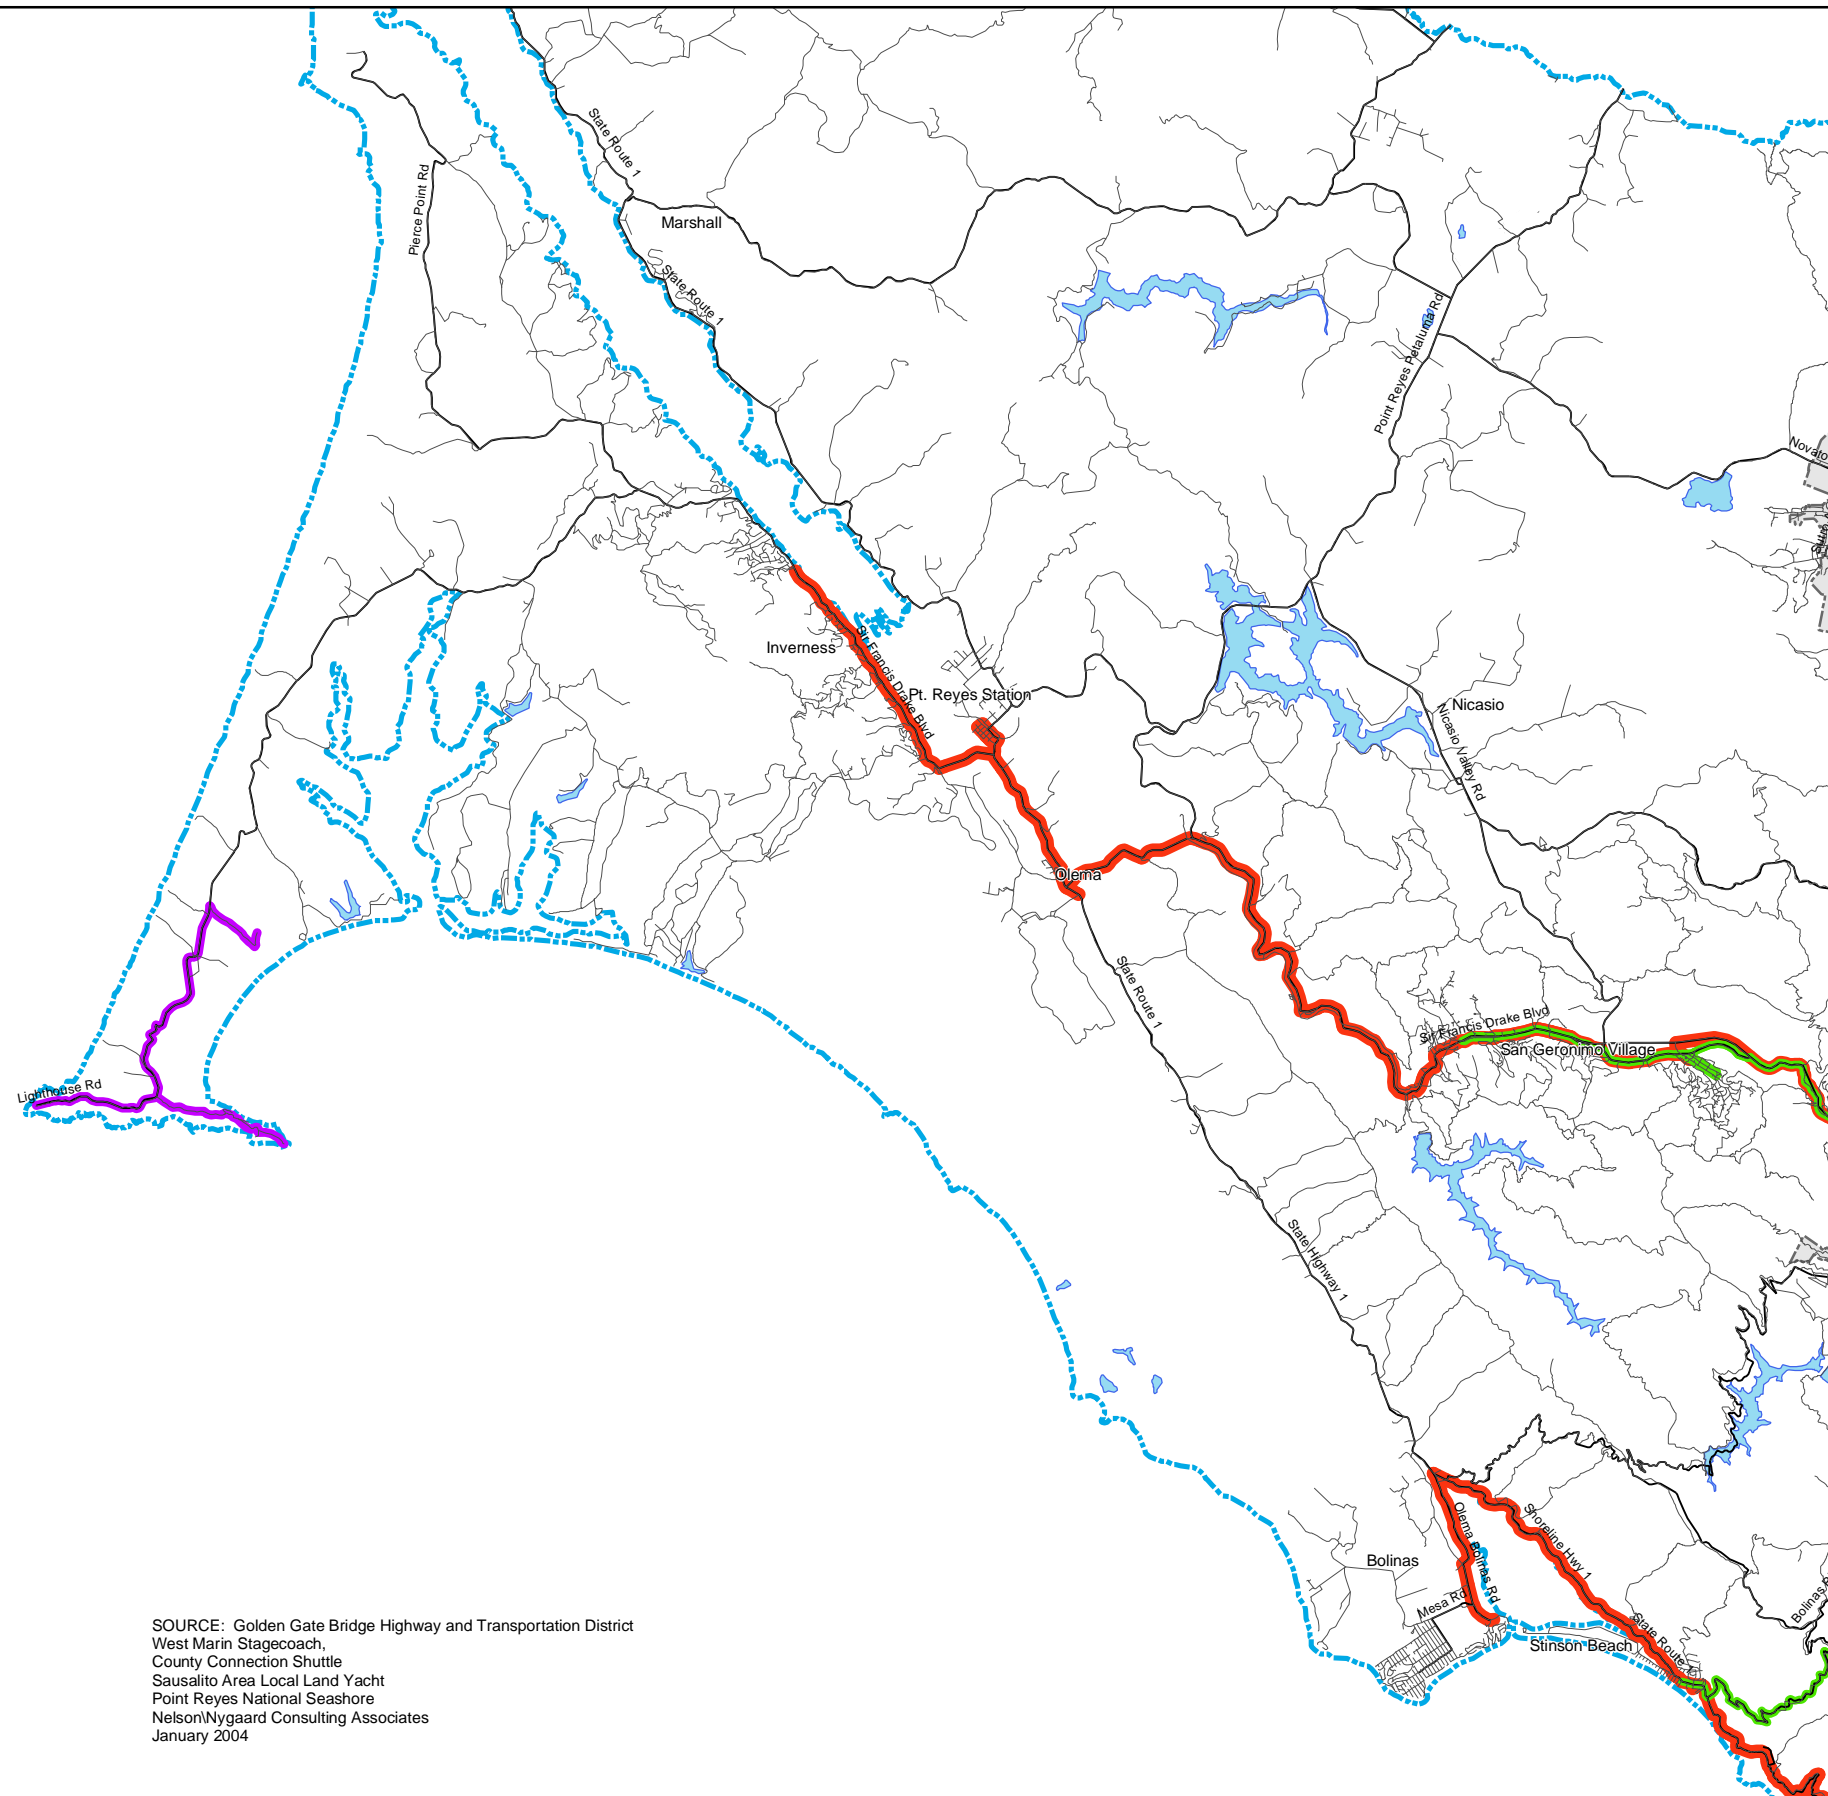 State Route 1
Pierce Point Rd
Marshall
State Route 1
Point Reyes Petaluma Rd
Novato
Inverness
Sir Francis Drake Blvd
Pt. Reyes Station
Nicasio
Nicasio Valley Rd
Olema
State Route 1
Sir Francis Drake Blvd
San Geronimo Village
Lighthouse Rd
State Highway 1
Shoreline Hwy 1
Olema Bolinas Rd
Bolinas
Mesa Rd
Bolinas
State Route 1
Stinson Beach
SOURCE: Golden Gate Bridge Highway and Transportation District
West Marin Stagecoach,
County Connection Shuttle
Sausalito Area Local Land Yacht
Point Reyes National Seashore
Nelson\Nygaard Consulting Associates
January 2004